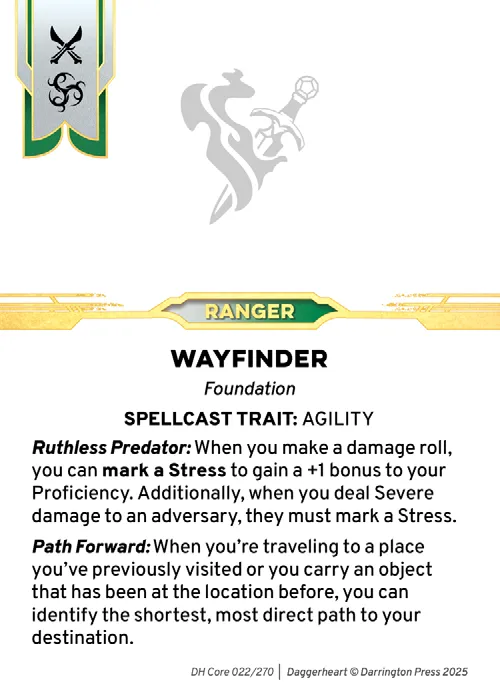 RANGER
WAYFINDER
Foundation
SPELLCAST TRAIT: AGILITY
Ruthless Predator: When you make a damage roll,
you can mark a Stress to gain a +1 bonus to your
Proficiency. Additionally, when you deal Severe
damage to an adversary, they must mark a Stress.
Path Forward: When you’re traveling to a place
you’ve previously visited or you carry an object
that has been at the location before, you can
identify the shortest, most direct path to your
destination.
DH Core 022/270 | Daggerheart © Darrington Press 2025